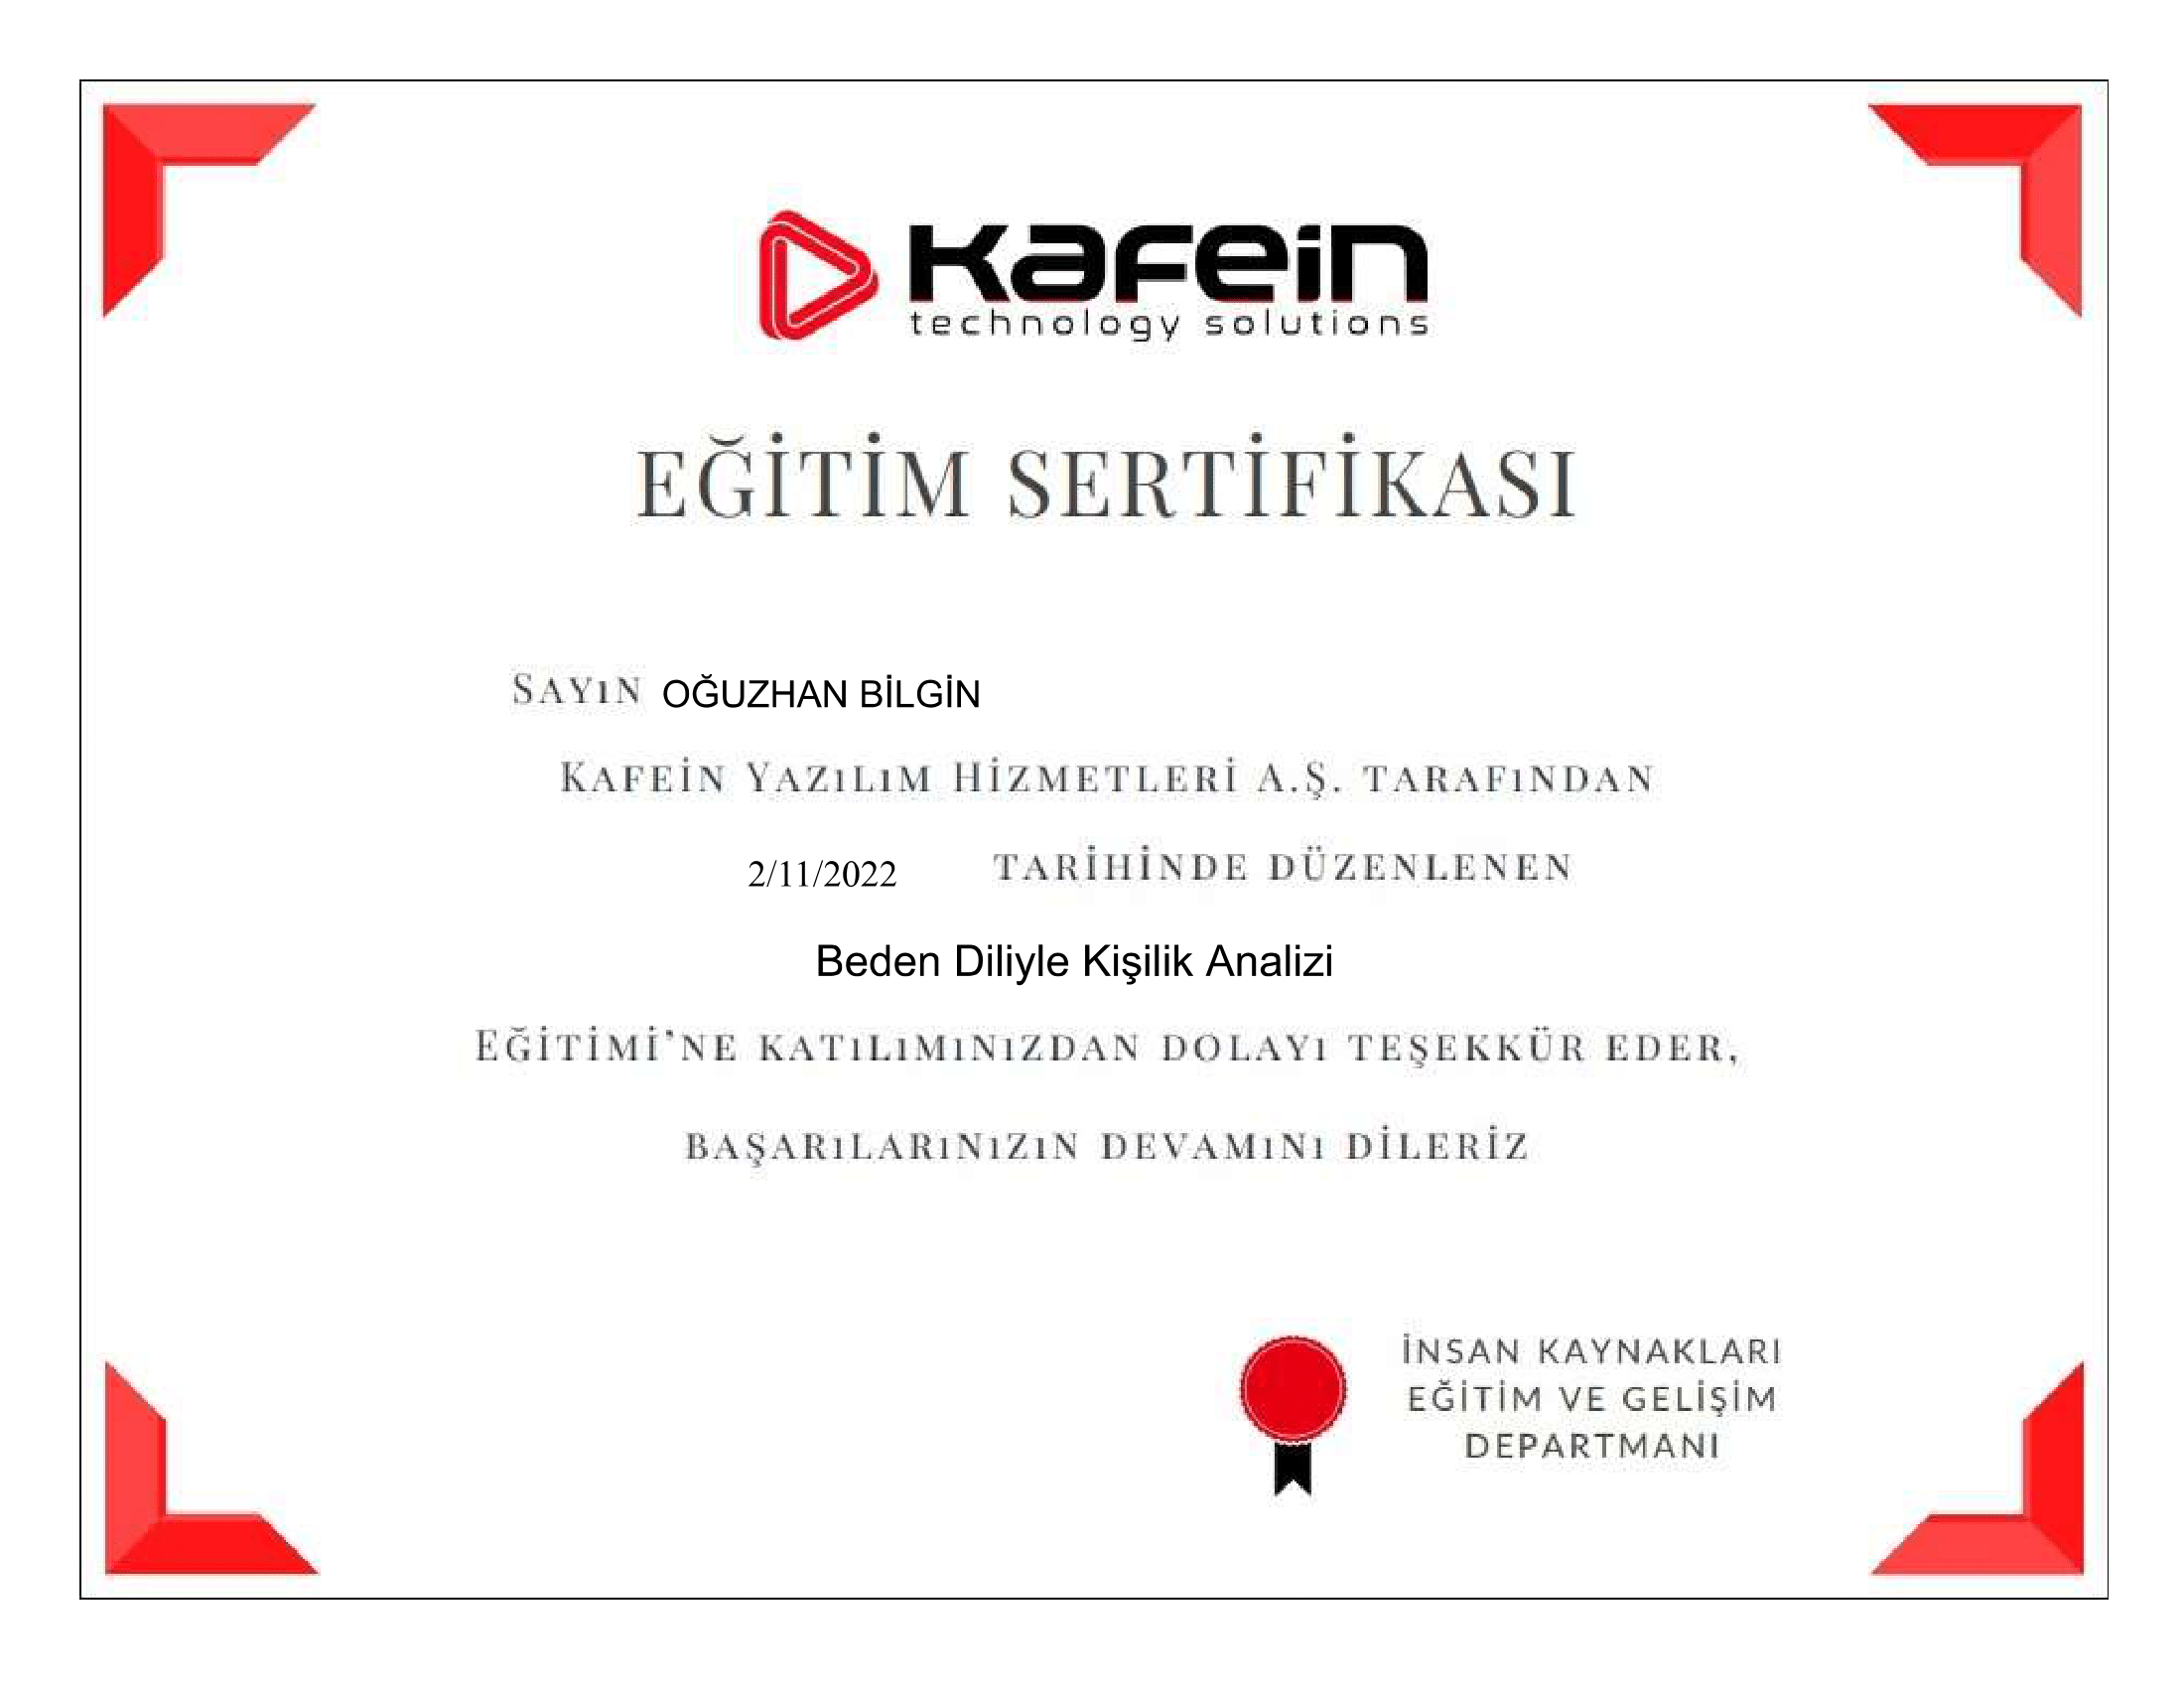 Kafein
technology solutions
EĞİTİM SERTİFİKASI
SAYIN OĞUZHAN BİLGİN
KAFEİN YAZILIM HİZMETLERİ A.Ş. TARAFINDAN
2/11/2022 TARİHİNDE DÜZENLENEN
Beden Diliyle Kişilik Analizi
EĞİTİMİ'NE KATILIMINIZDAN DOLAYI TEŞEKKÜR EDER,
BAŞARILARINIZIN DEVAMINI DİLERİZ
İNSAN KAYNAKLARI
EĞİTİM VE GELİŞİM
DEPARTMANI